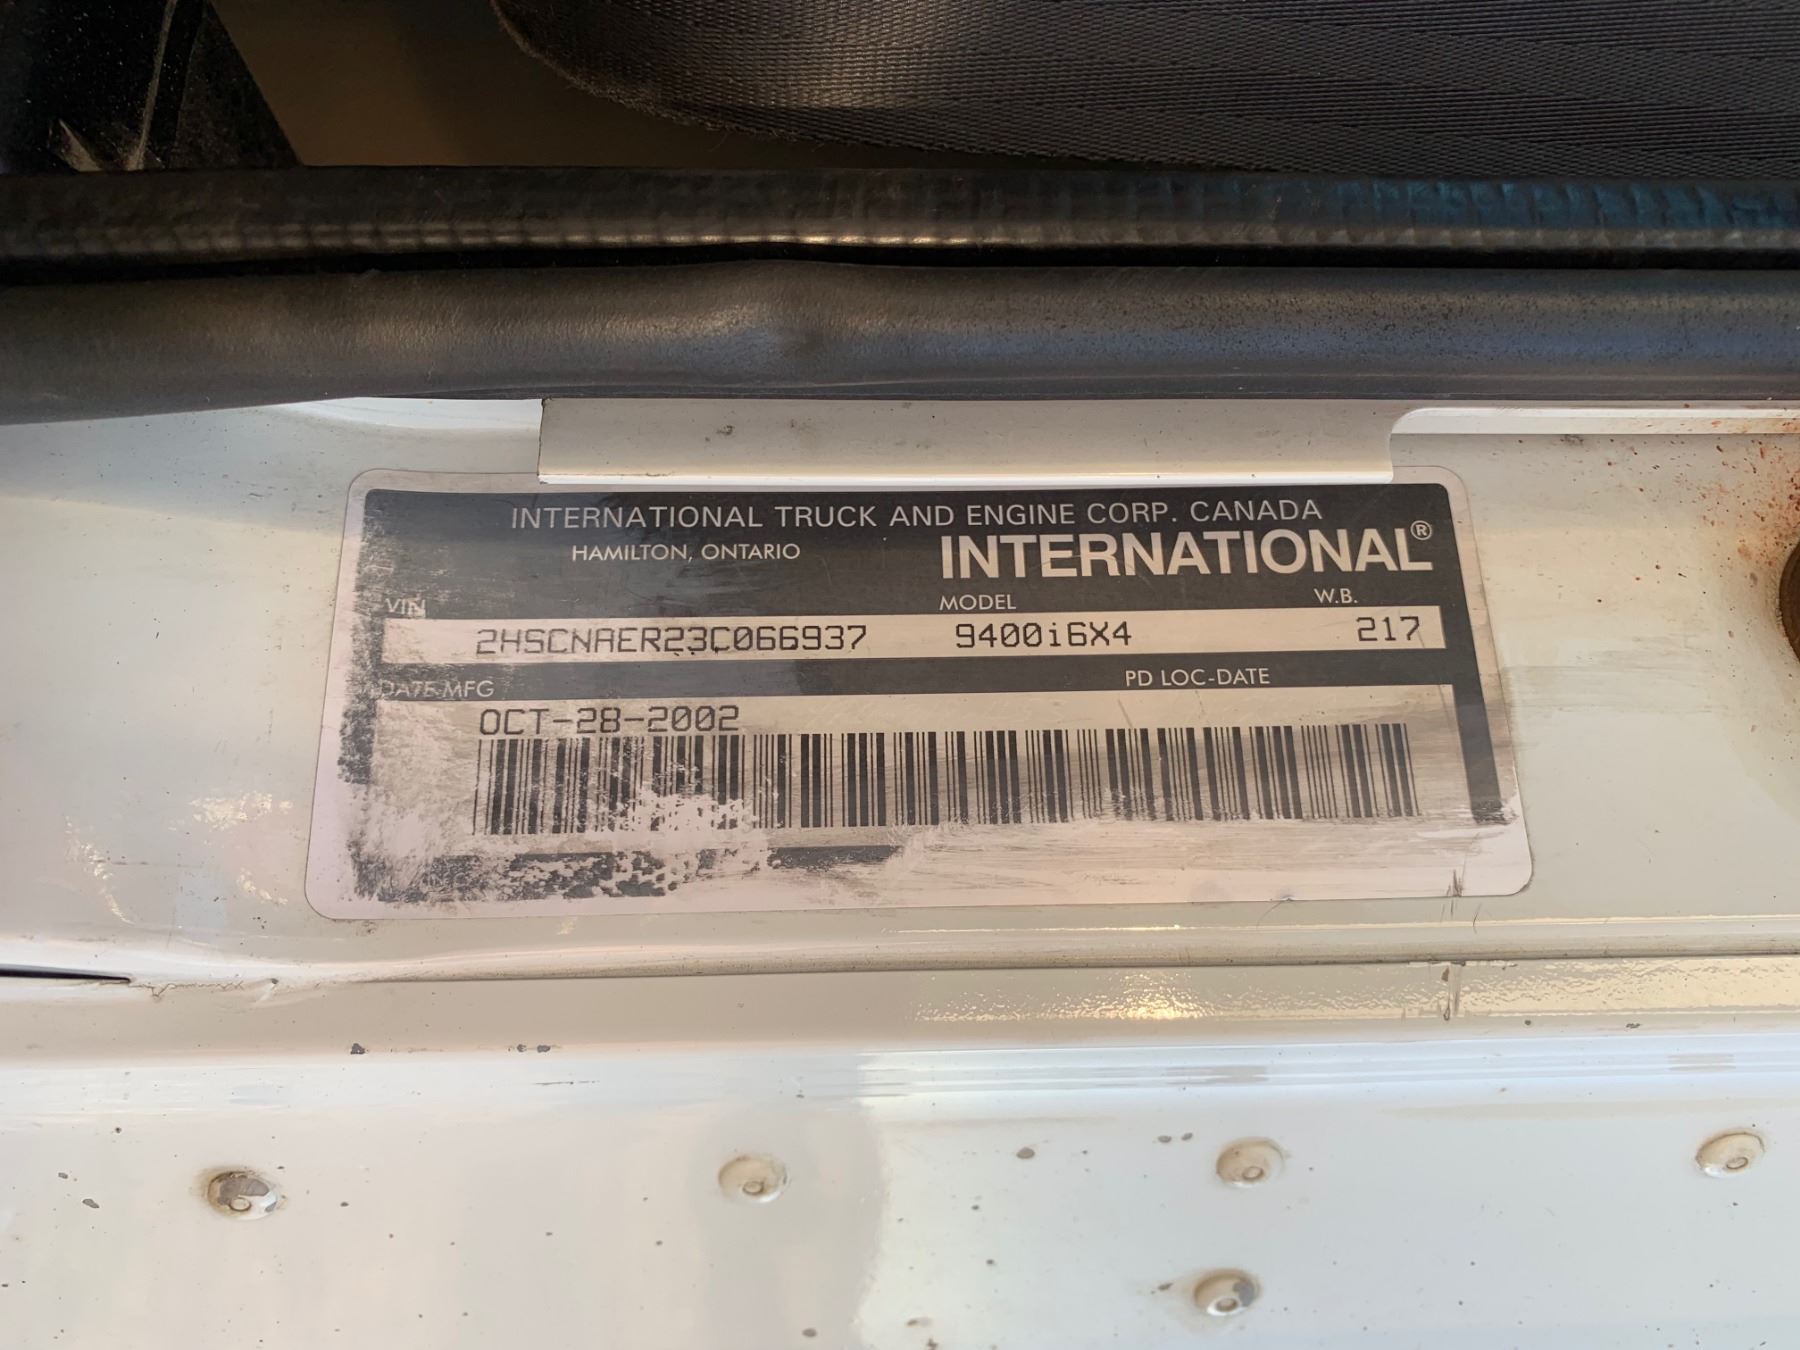 INTERNATIONAL TRUCK AND ENGINE CORP. CANADA
HAMILTON, ONTARIO INTERNATIONAL®
VIN MODEL W.B.
2HSCNAER23C066937 9400i6X4 217
DATE MFG PD LOC-DATE
OCT-28-2002